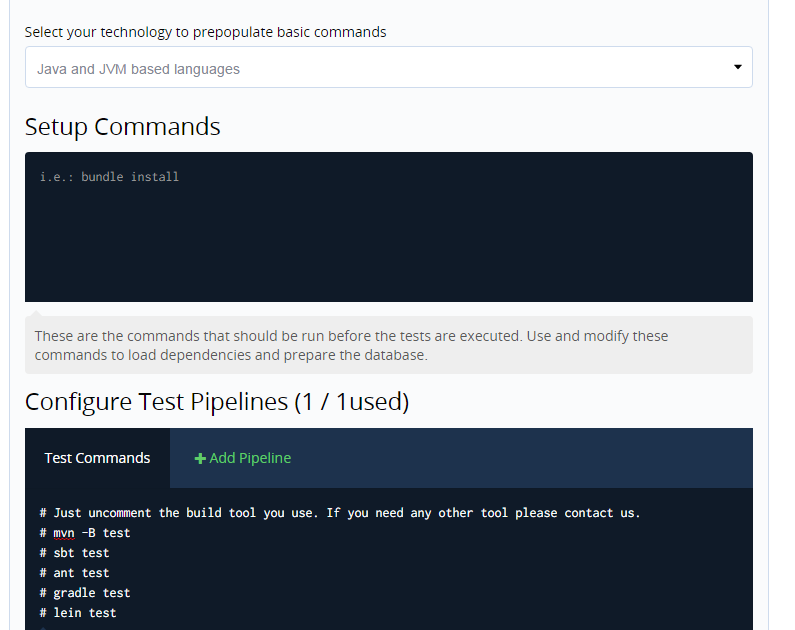 Select your technology to prepopulate basic commands
Java and JVM based languages
Setup Commands
i.e.: bundle install
These are the commands that should be run before the tests are executed. Use and modify these
commands to load dependencies and prepare the database.
Configure Test Pipelines (1 / 1used)
Test Commands
+ Add Pipeline
# Just uncomment the build tool you use. If you need any other tool please contact us.
# mvn -B test
# sbt test
# ant test
# gradle test
# lein test